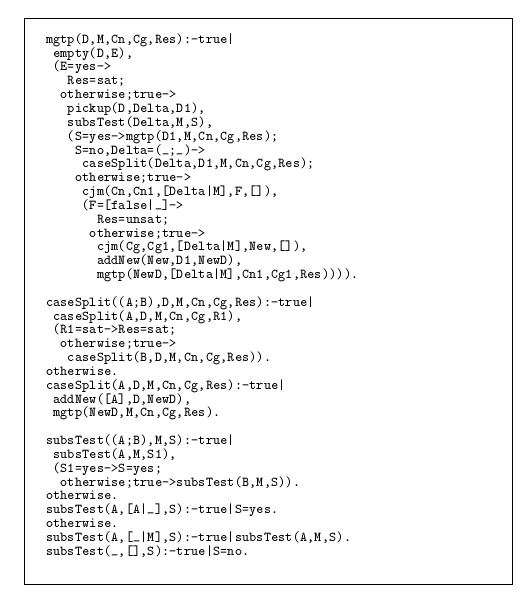 mgtp(D,M,Cn,Cg,Res):-true|
empty(D,E),
(E=yes->
Res=sat;
otherwise;true->
pickup(D,Delta,D1),
subsTest(Delta,M,S),
(S=yes->mgtp(D1,M,Cn,Cg,Res);
S=no,Delta=(_;_)->
caseSplit(Delta,D1,M,Cn,Cg,Res);
otherwise;true->
cjm(Cn,Cn1,[Delta|M],F,[]),
(F=[false|_]->
Res=unsat;
otherwise;true->
cjm(Cg,Cg1,[Delta|M],New,[]),
addNew(New,D1,NewD),
mgtp(NewD,[Delta|M],Cn1,Cg1,Res)))).
caseSplit((A;B),D,M,Cn,Cg,Res):-true|
caseSplit(A,D,M,Cn,Cg,R1),
(R1=sat->Res=sat;
otherwise;true->
caseSplit(B,D,M,Cn,Cg,Res)).
otherwise.
caseSplit(A,D,M,Cn,Cg,Res):-true|
addNew([A],D,NewD),
mgtp(NewD,M,Cn,Cg,Res).
subsTest((A;B),M,S):-true|
subsTest(A,M,S1),
(S1=yes->S=yes;
otherwise;true->subsTest(B,M,S)).
otherwise.
subsTest(A,[A|_],S):-true|S=yes.
otherwise.
subsTest(A,[_|M],S):-true|subsTest(A,M,S).
subsTest(_,[],S):-true|S=no.